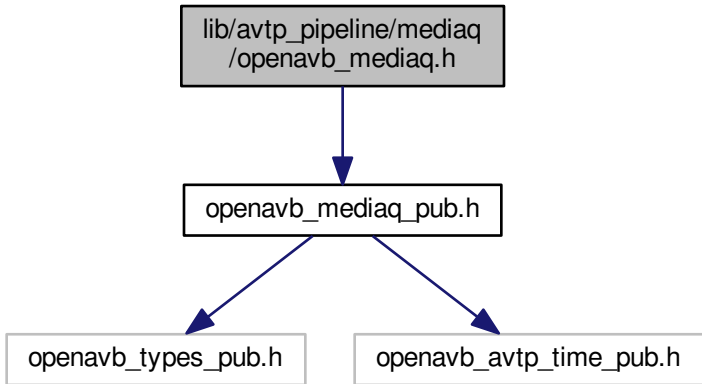 lib/avtp_pipeline/mediaq
/openavb_mediaq.h
openavb_mediaq_pub.h
openavb_types_pub.h
openavb_avtp_time_pub.h